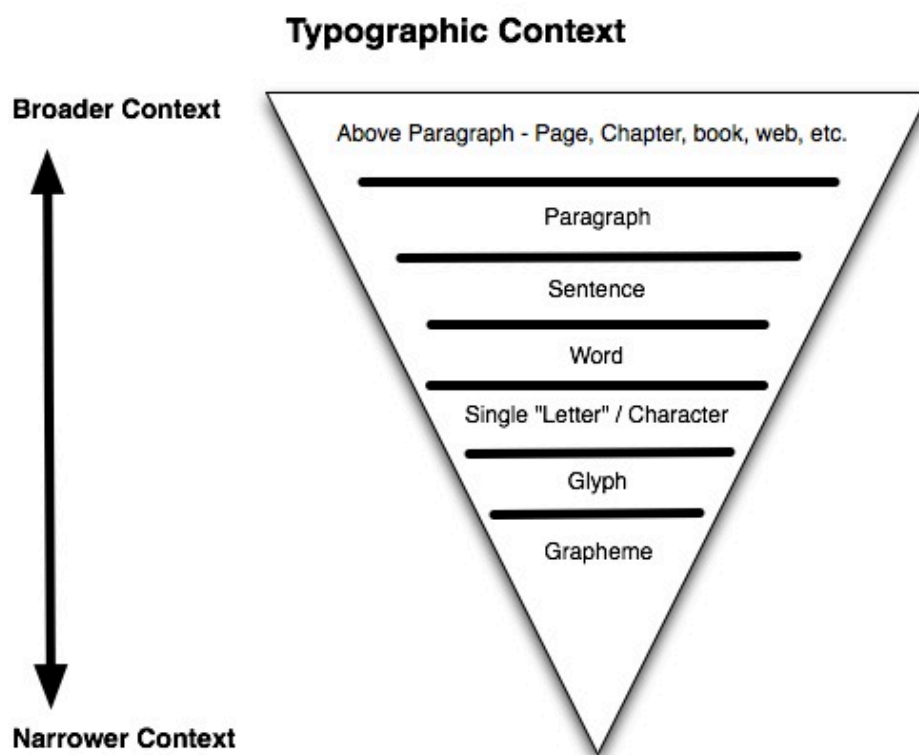 Typographic Context
Broader Context
Above Paragraph - Page, Chapter, book, web, etc.
Paragraph
Sentence
Word
Single "Letter" / Character
Glyph
Grapheme
Narrower Context